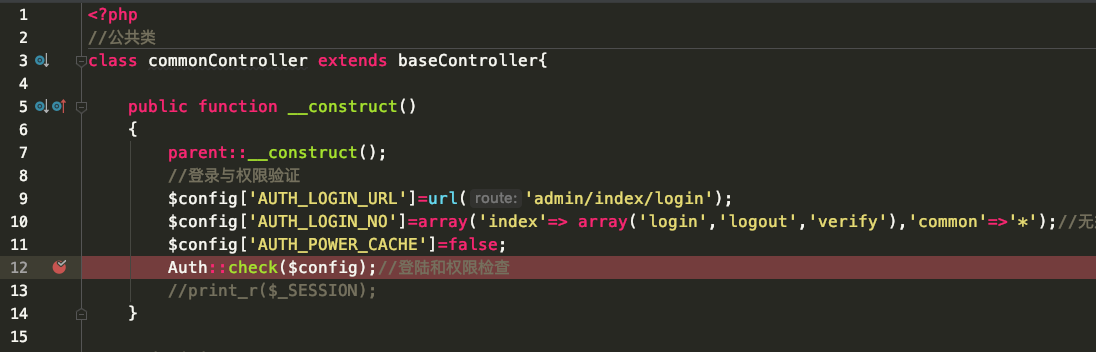 1 <?php
2 //公共类
3 class commonController extends baseController{
4
5 public function __construct()
6 {
7 parent::__construct();
8 //登录与权限验证
9 $config['AUTH_LOGIN_URL']=url( route: 'admin/index/login');
10 $config['AUTH_LOGIN_NO']=array('index'=> array('login','logout','verify'),'common'=>'*');//无
11 $config['AUTH_POWER_CACHE']=false;
12 Auth::check($config);//登陆和权限检查
13 //print_r($_SESSION);
14 }
15